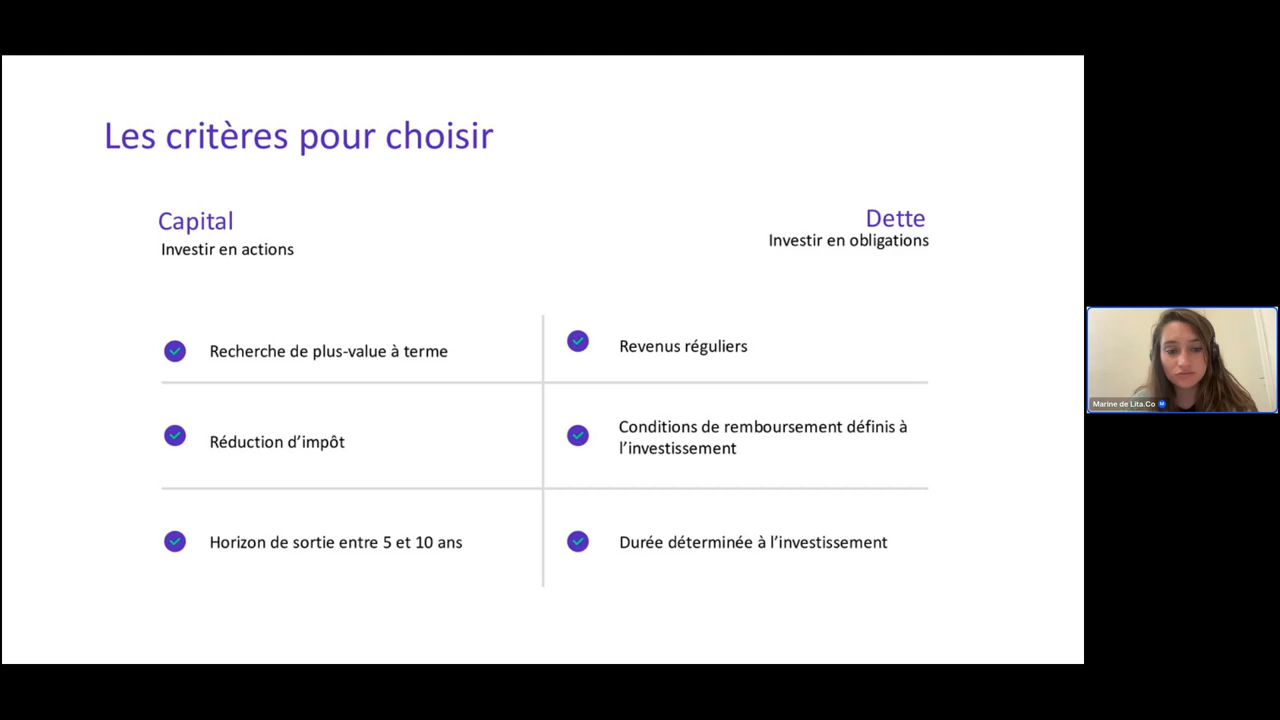 Les critères pour choisir
Capital
Investir en actions
Dette
Investir en obligations
Recherche de plus-value à terme
Revenus réguliers
Réduction d'impôt
Conditions de remboursement définis à
l'investissement
Horizon de sortie entre 5 et 10 ans
Durée déterminée à l'investissement
Marine de Lita.Co